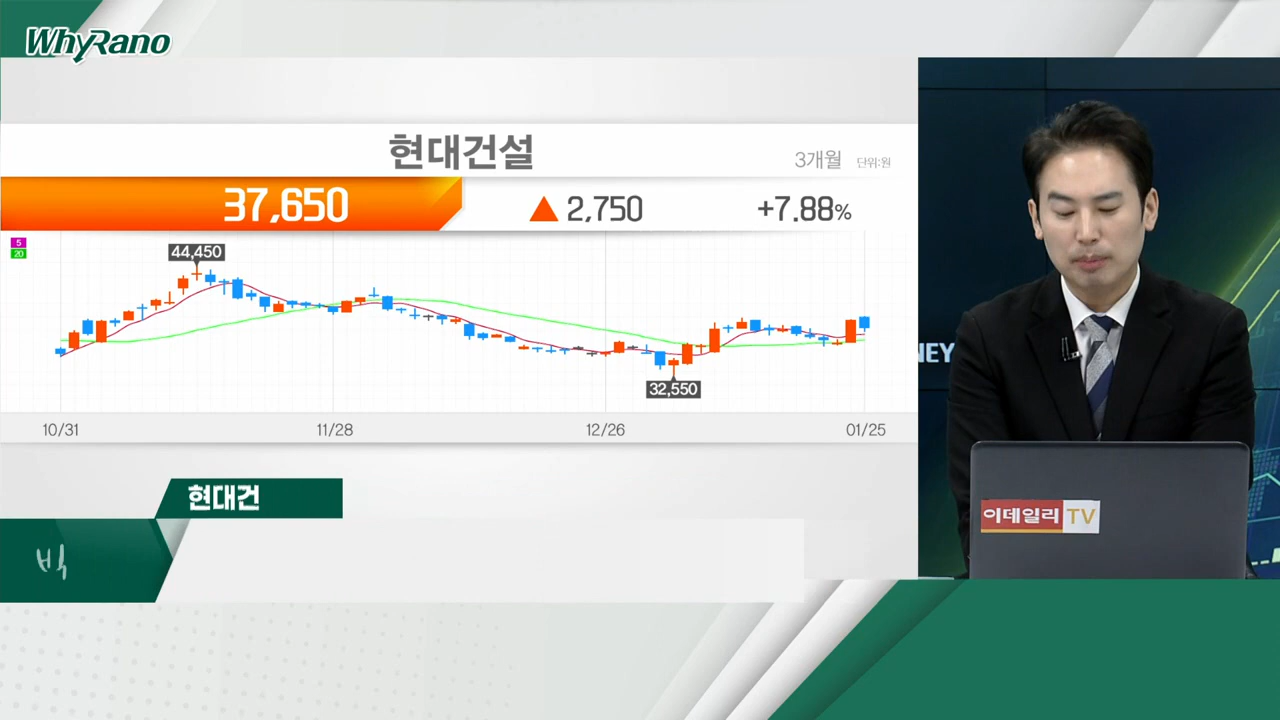 WhyRano
현대건설
3개월 단위:원
37,650 ▲ 2,750 +7.88%
5
20
44,450
32,550
10/31 11/28 12/26 01/25
NEY
이데일리 TV
현대건
빅